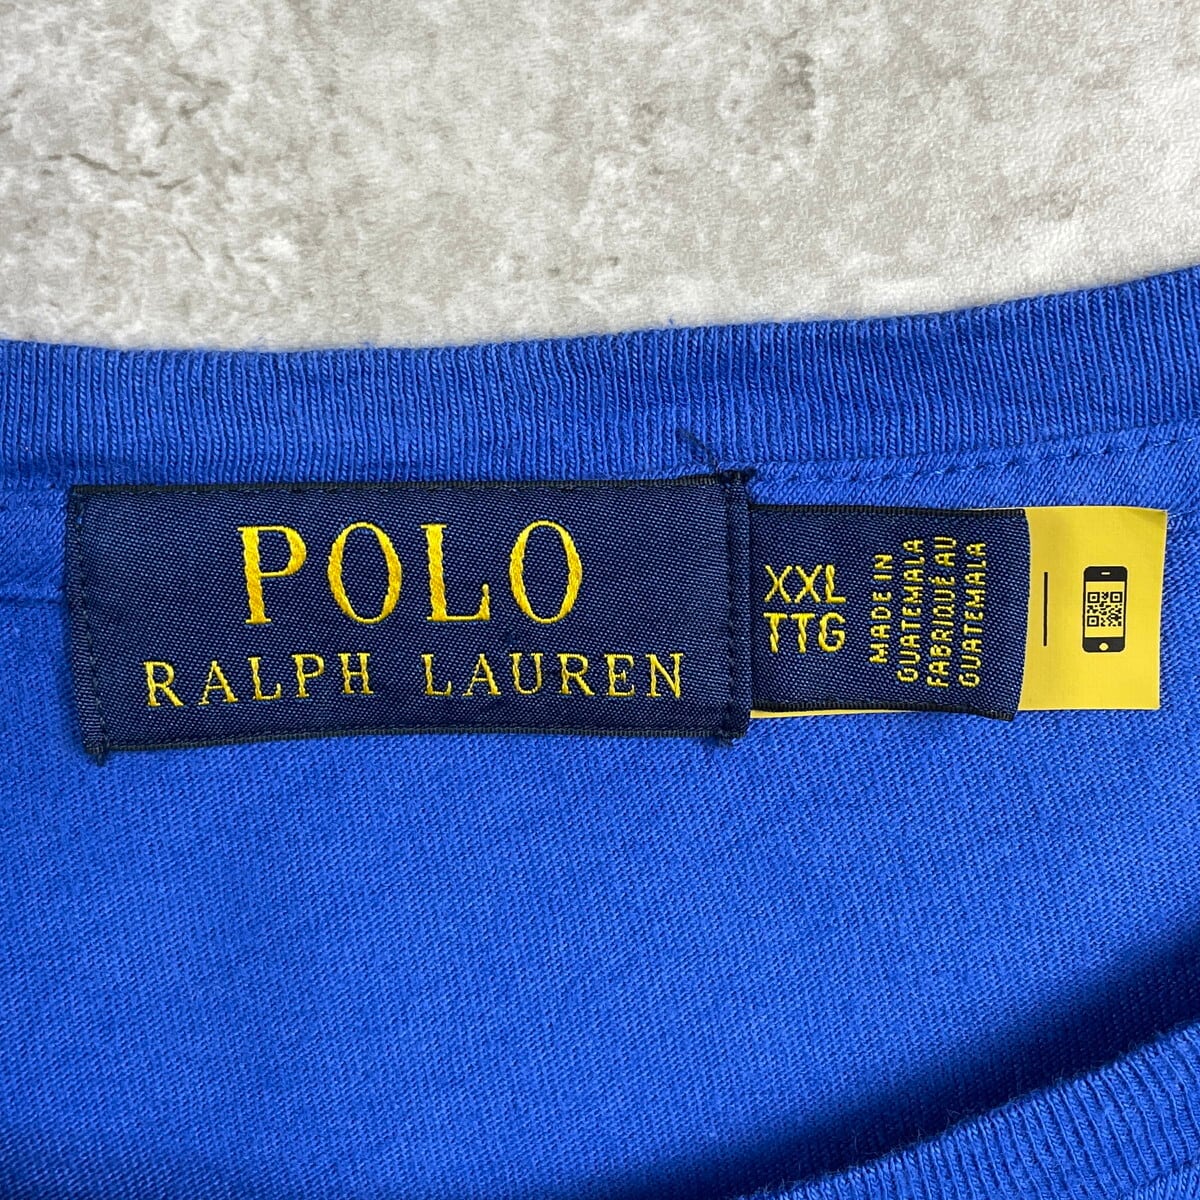 POLO
RALPH LAUREN
XXL
TTG
MADE IN
GUATEMALA
FABRIQUÉ AU
GUATEMALA